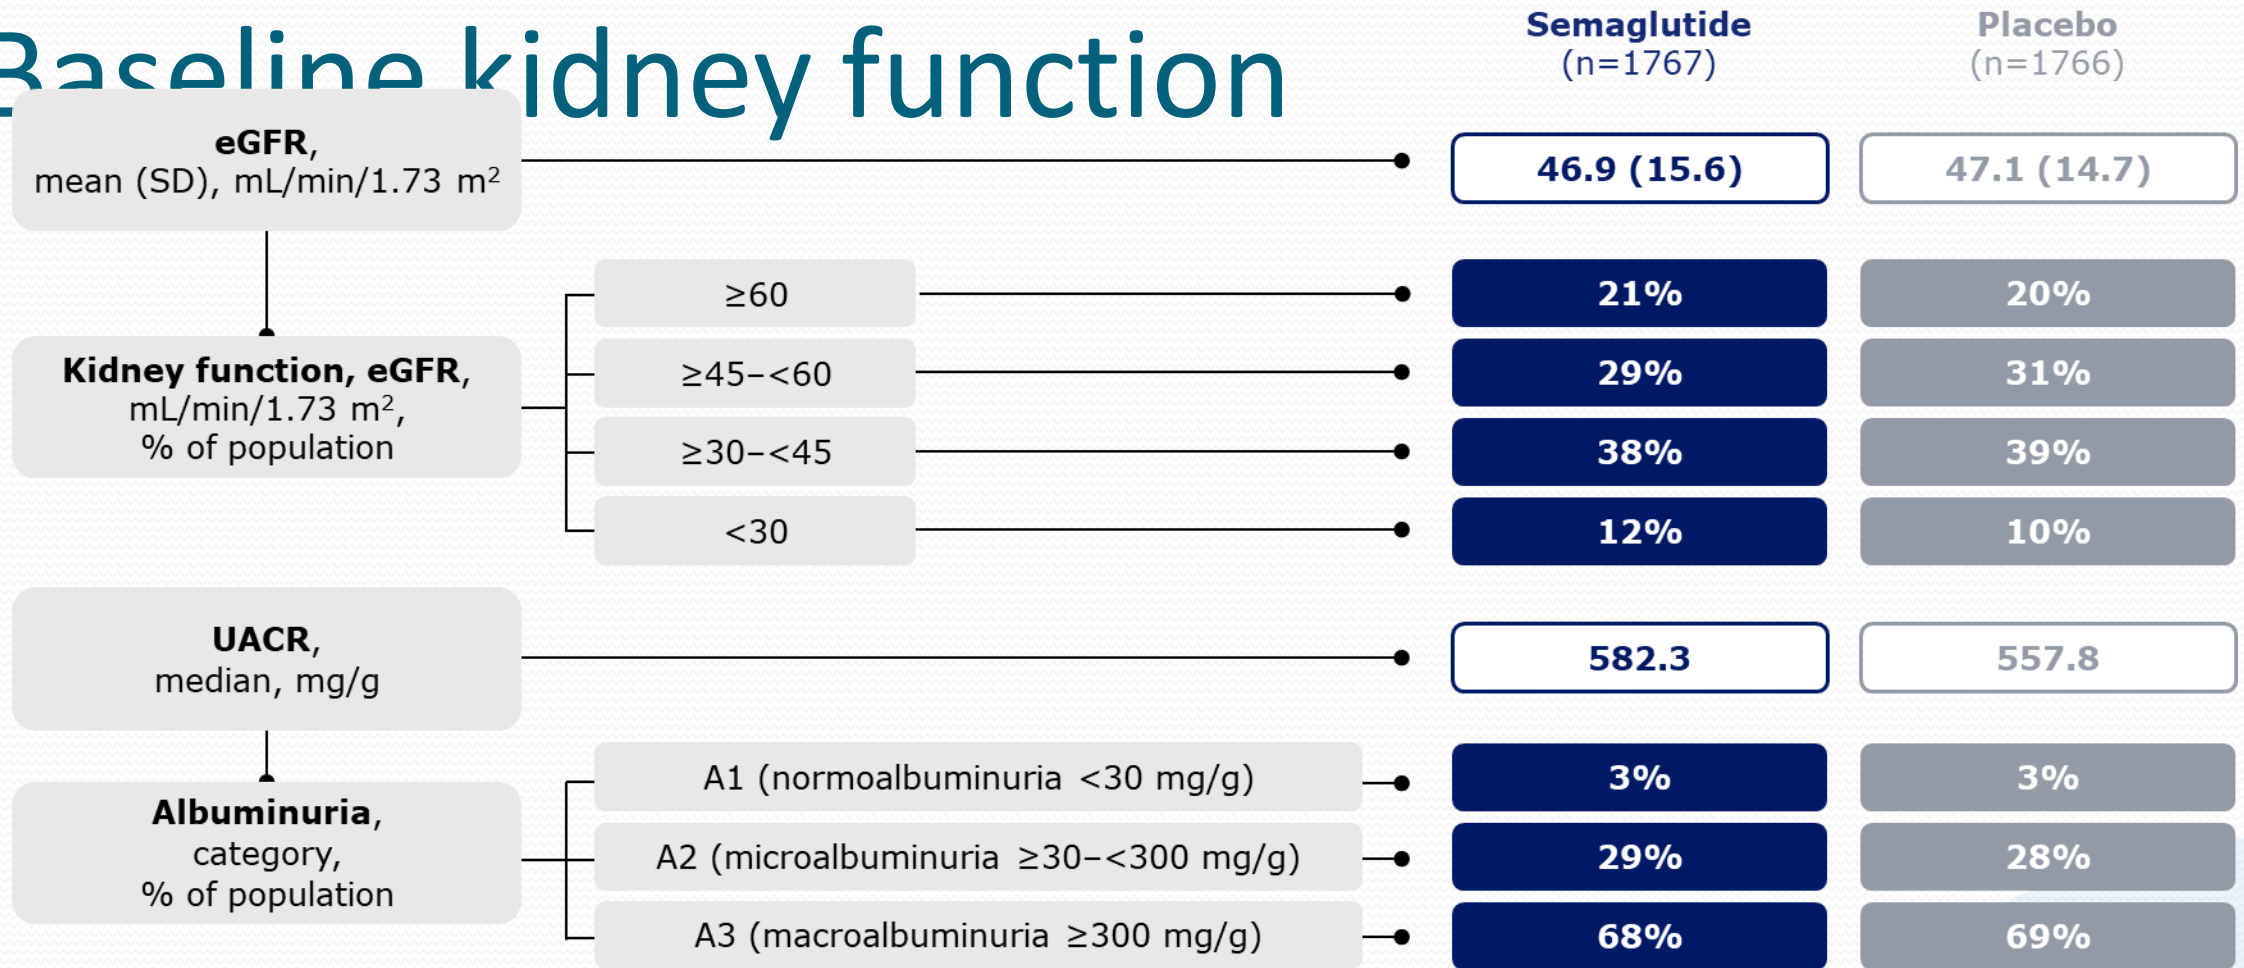 Baseline kidney function
Semaglutide
(n=1767)
Placebo
(n=1766)
eGFR,
mean (SD), mL/min/1.73 m²
46.9 (15.6)
47.1 (14.7)
Kidney function, eGFR,
mL/min/1.73 m²,
% of population
≥60
21%
20%
≥45–<60
29%
31%
≥30–<45
38%
39%
<30
12%
10%
UACR,
median, mg/g
582.3
557.8
Albuminuria,
category,
% of population
A1 (normoalbuminuria <30 mg/g)
3%
3%
A2 (microalbuminuria ≥30–<300 mg/g)
29%
28%
A3 (macroalbuminuria ≥300 mg/g)
68%
69%